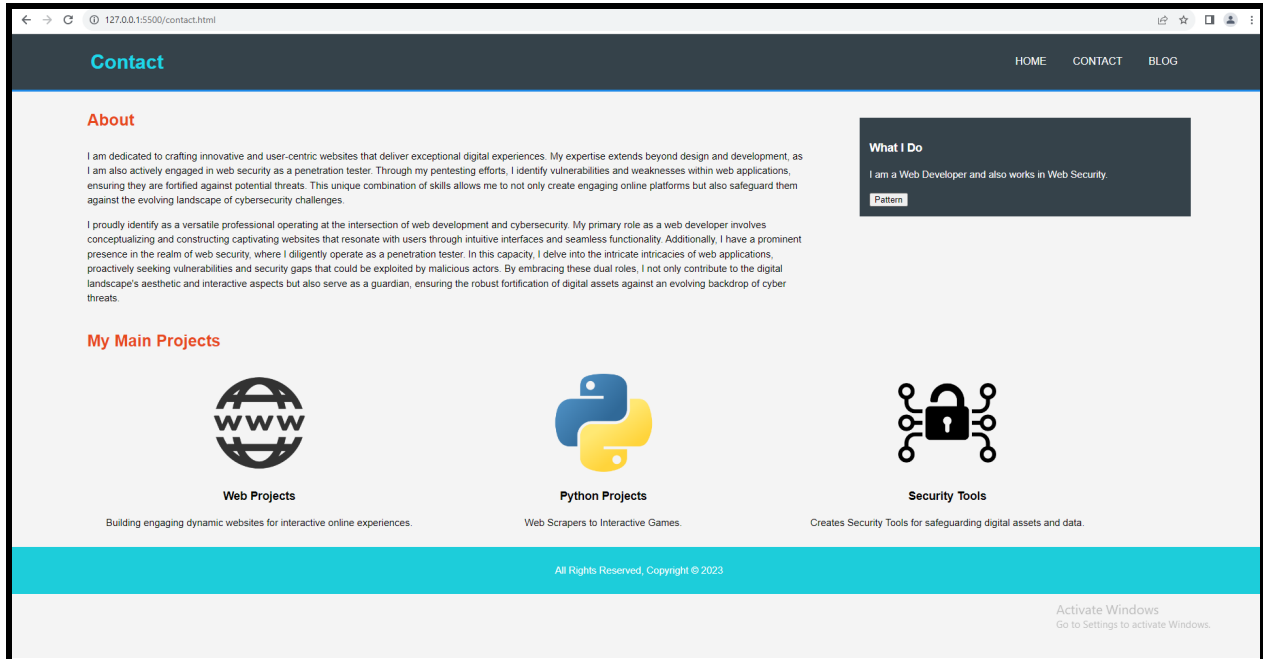 127.0.0.1:5500/contact.html
Contact
HOME CONTACT BLOG
About
I am dedicated to crafting innovative and user-centric websites that deliver exceptional digital experiences. My expertise extends beyond design and development, as
I am also actively engaged in web security as a penetration tester. Through my pentesting efforts, I identify vulnerabilities and weaknesses within web applications,
ensuring they are fortified against potential threats. This unique combination of skills allows me to not only create engaging online platforms but also safeguard them
against the evolving landscape of cybersecurity challenges.
I proudly identify as a versatile professional operating at the intersection of web development and cybersecurity. My primary role as a web developer involves
conceptualizing and constructing captivating websites that resonate with users through intuitive interfaces and seamless functionality. Additionally, I have a prominent
presence in the realm of web security, where I diligently operate as a penetration tester. In this capacity, I delve into the intricate intricacies of web applications,
proactively seeking vulnerabilities and security gaps that could be exploited by malicious actors. By embracing these dual roles, I not only contribute to the digital
landscape's aesthetic and interactive aspects but also serve as a guardian, ensuring the robust fortification of digital assets against an evolving backdrop of cyber
threats.
What I Do
I am a Web Developer and also works in Web Security.
Pattern
My Main Projects
WWW
Web Projects
Building engaging dynamic websites for interactive online experiences.
Python Projects
Web Scrapers to Interactive Games.
Security Tools
Creates Security Tools for safeguarding digital assets and data.
All Rights Reserved, Copyright © 2023
Activate Windows
Go to Settings to activate Windows.